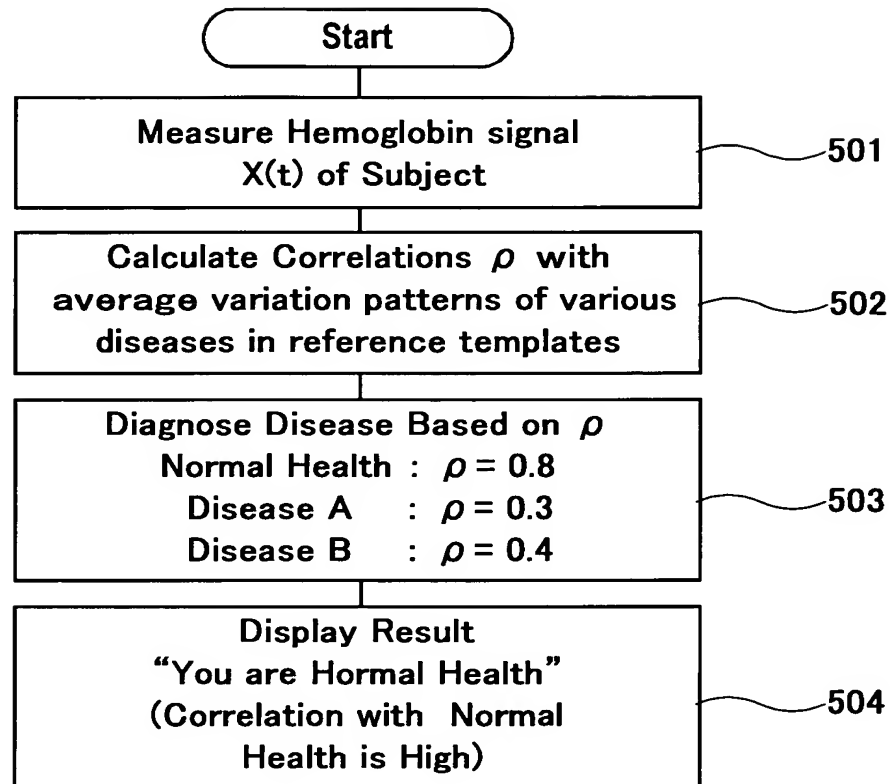 Start
Measure Hemoglobin signal
X(t) of Subject
501
Calculate Correlations ρ with
average variation patterns of various
diseases in reference templates
502
Diagnose Disease Based on ρ
Normal Health : ρ = 0.8
Disease A : ρ = 0.3
Disease B : ρ = 0.4
503
Display Result
“You are Hormal Health”
(Correlation with Normal
Health is High)
504